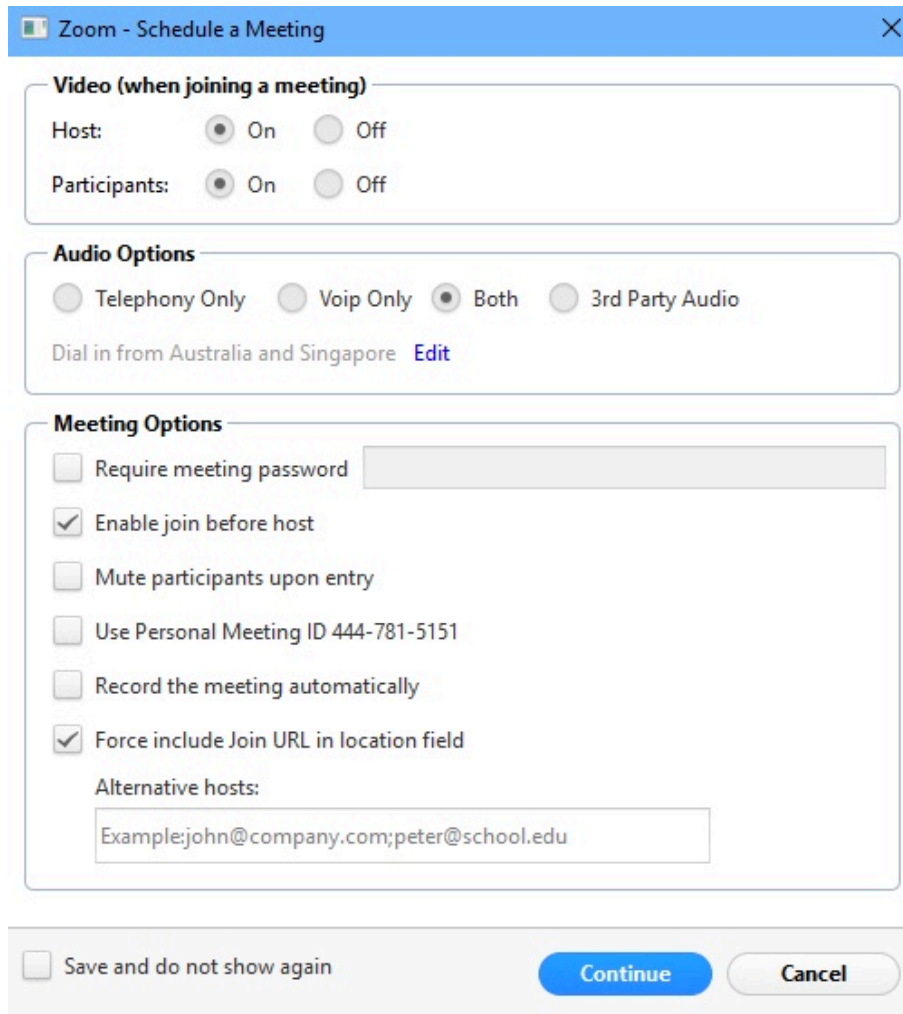 Zoom - Schedule a Meeting
Video (when joining a meeting)
Host: On Off
Participants: On Off
Audio Options
Telephony Only Voip Only Both 3rd Party Audio
Dial in from Australia and Singapore Edit
Meeting Options
Require meeting password
Enable join before host
Mute participants upon entry
Use Personal Meeting ID 444-781-5151
Record the meeting automatically
Force include Join URL in location field
Alternative hosts:
Example:john@company.com;peter@school.edu
Save and do not show again Continue Cancel